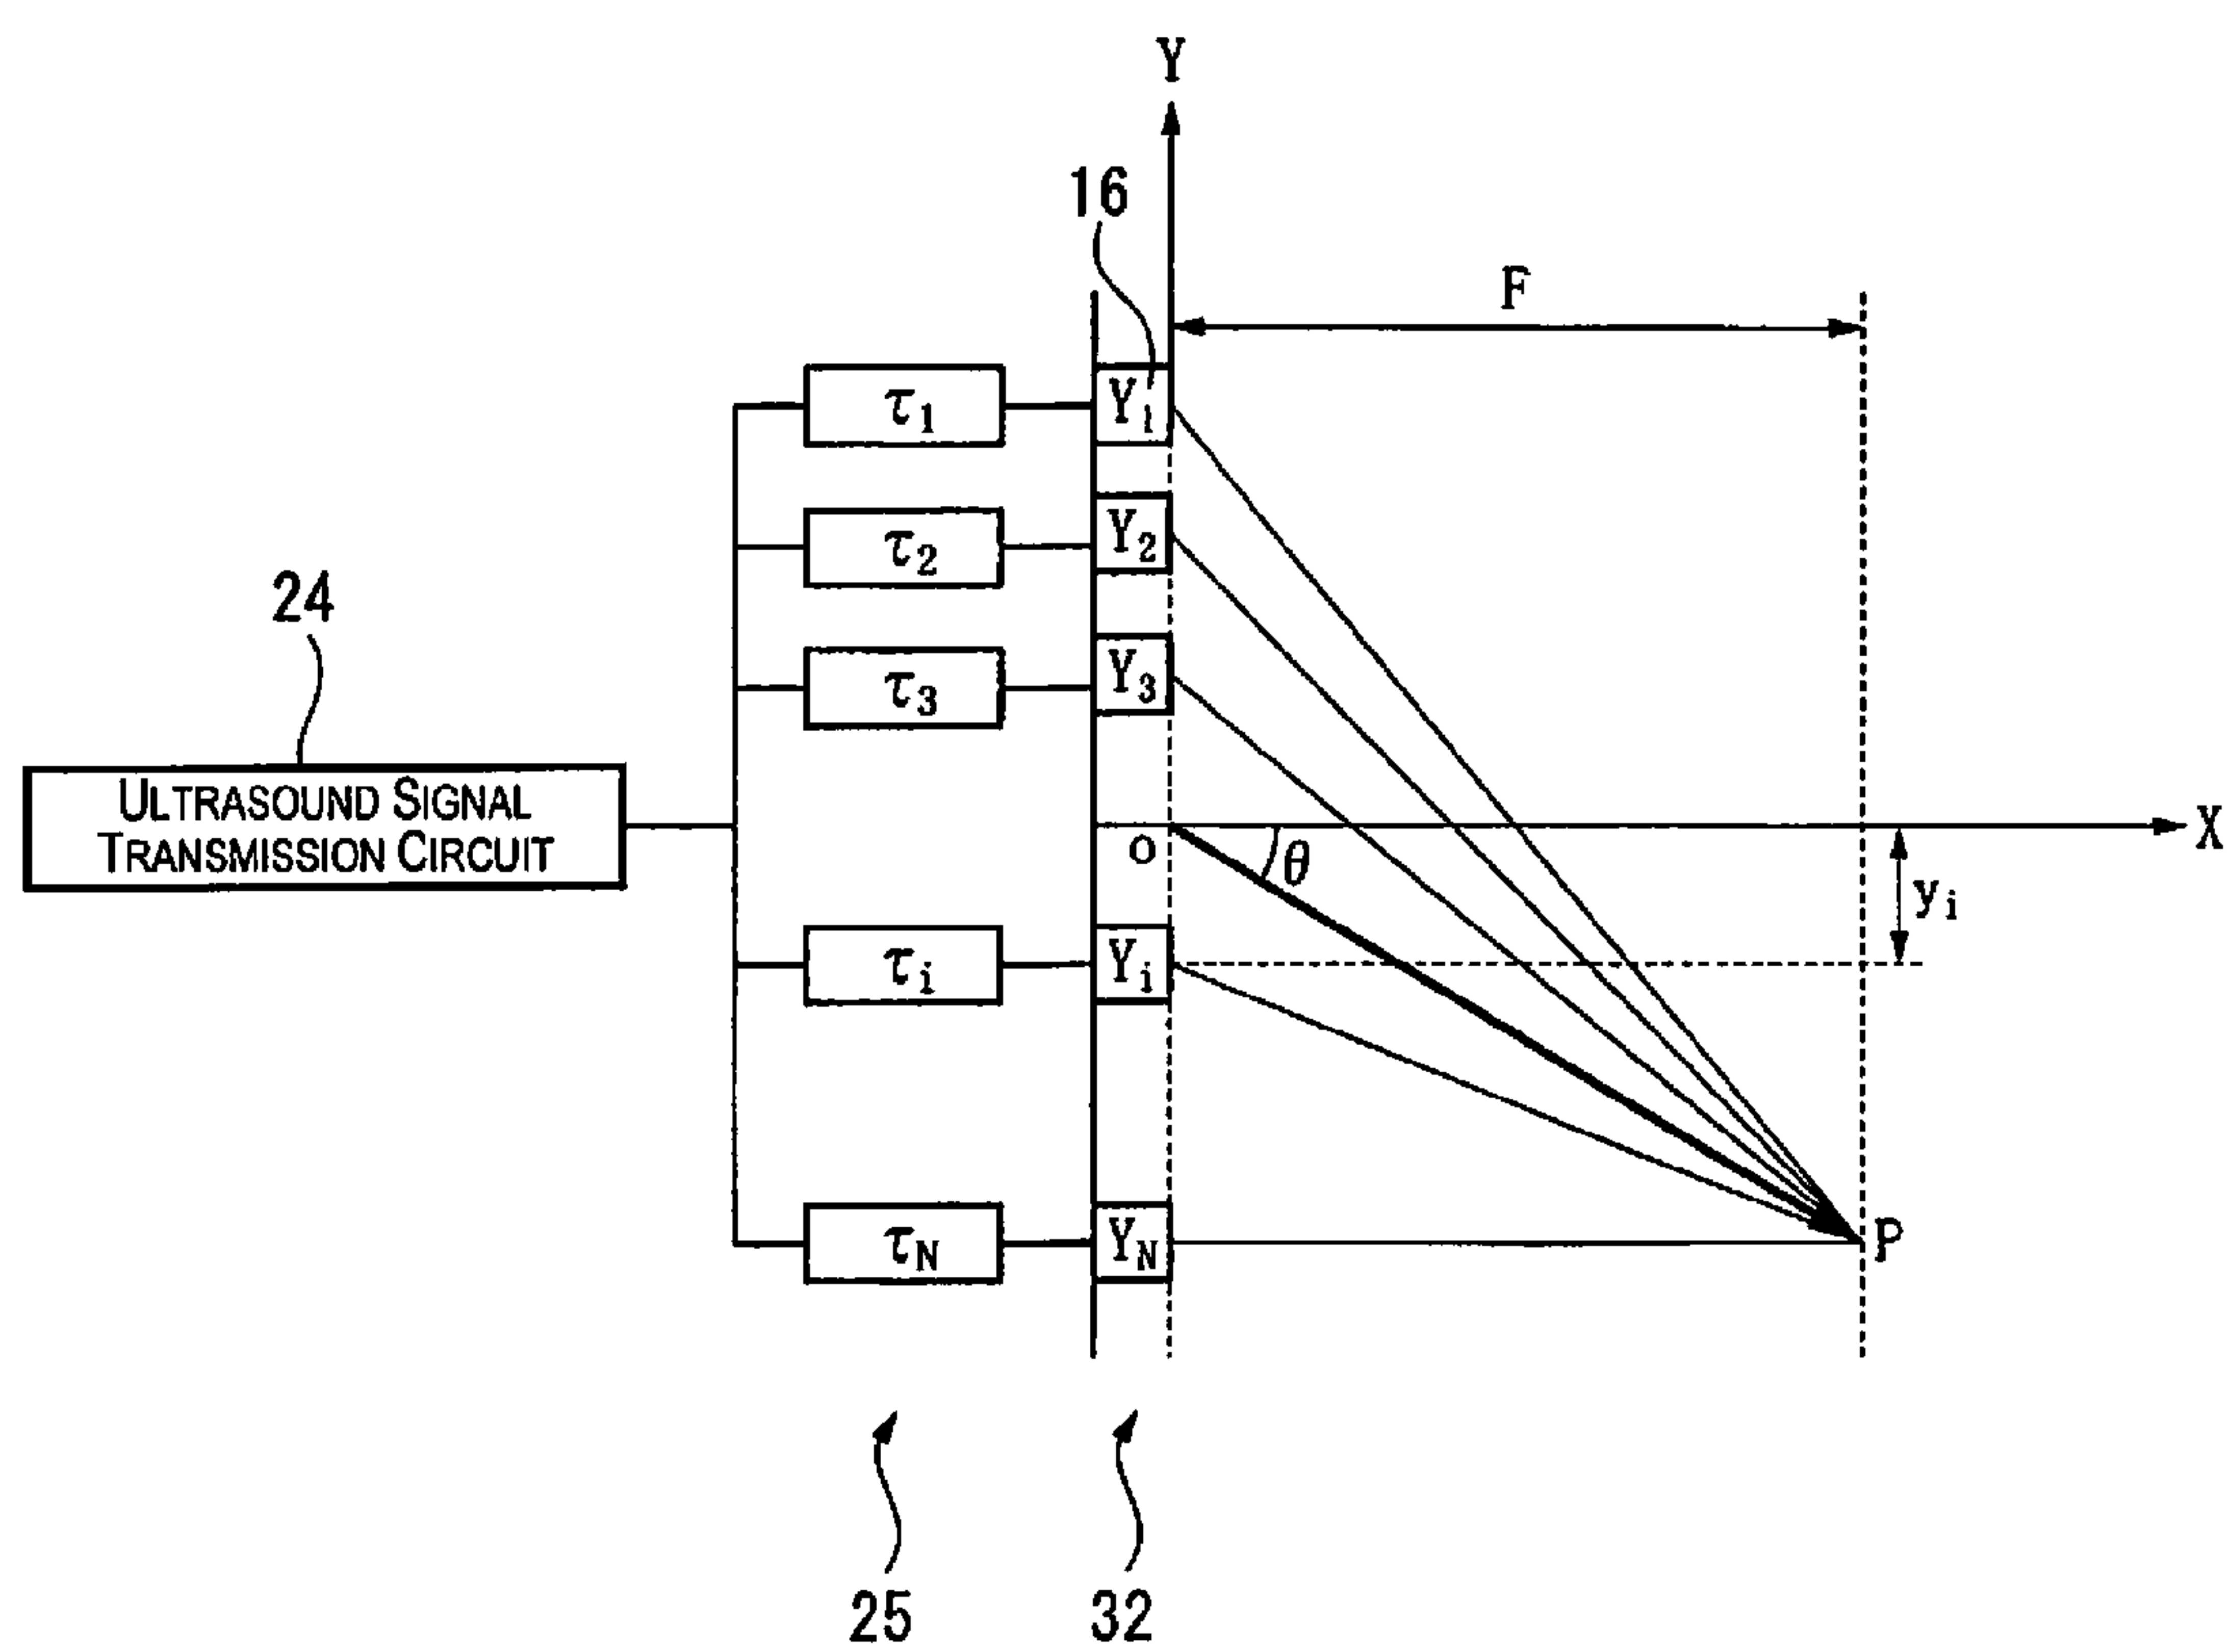 Y
16
F
τ1
Y1
τ2
Y2
24
τ3
Y3
ULTRASOUND SIGNAL
TRANSMISSION CIRCUIT
X
O
θ
yi
τi
Yi
τN
YN
P
25
32